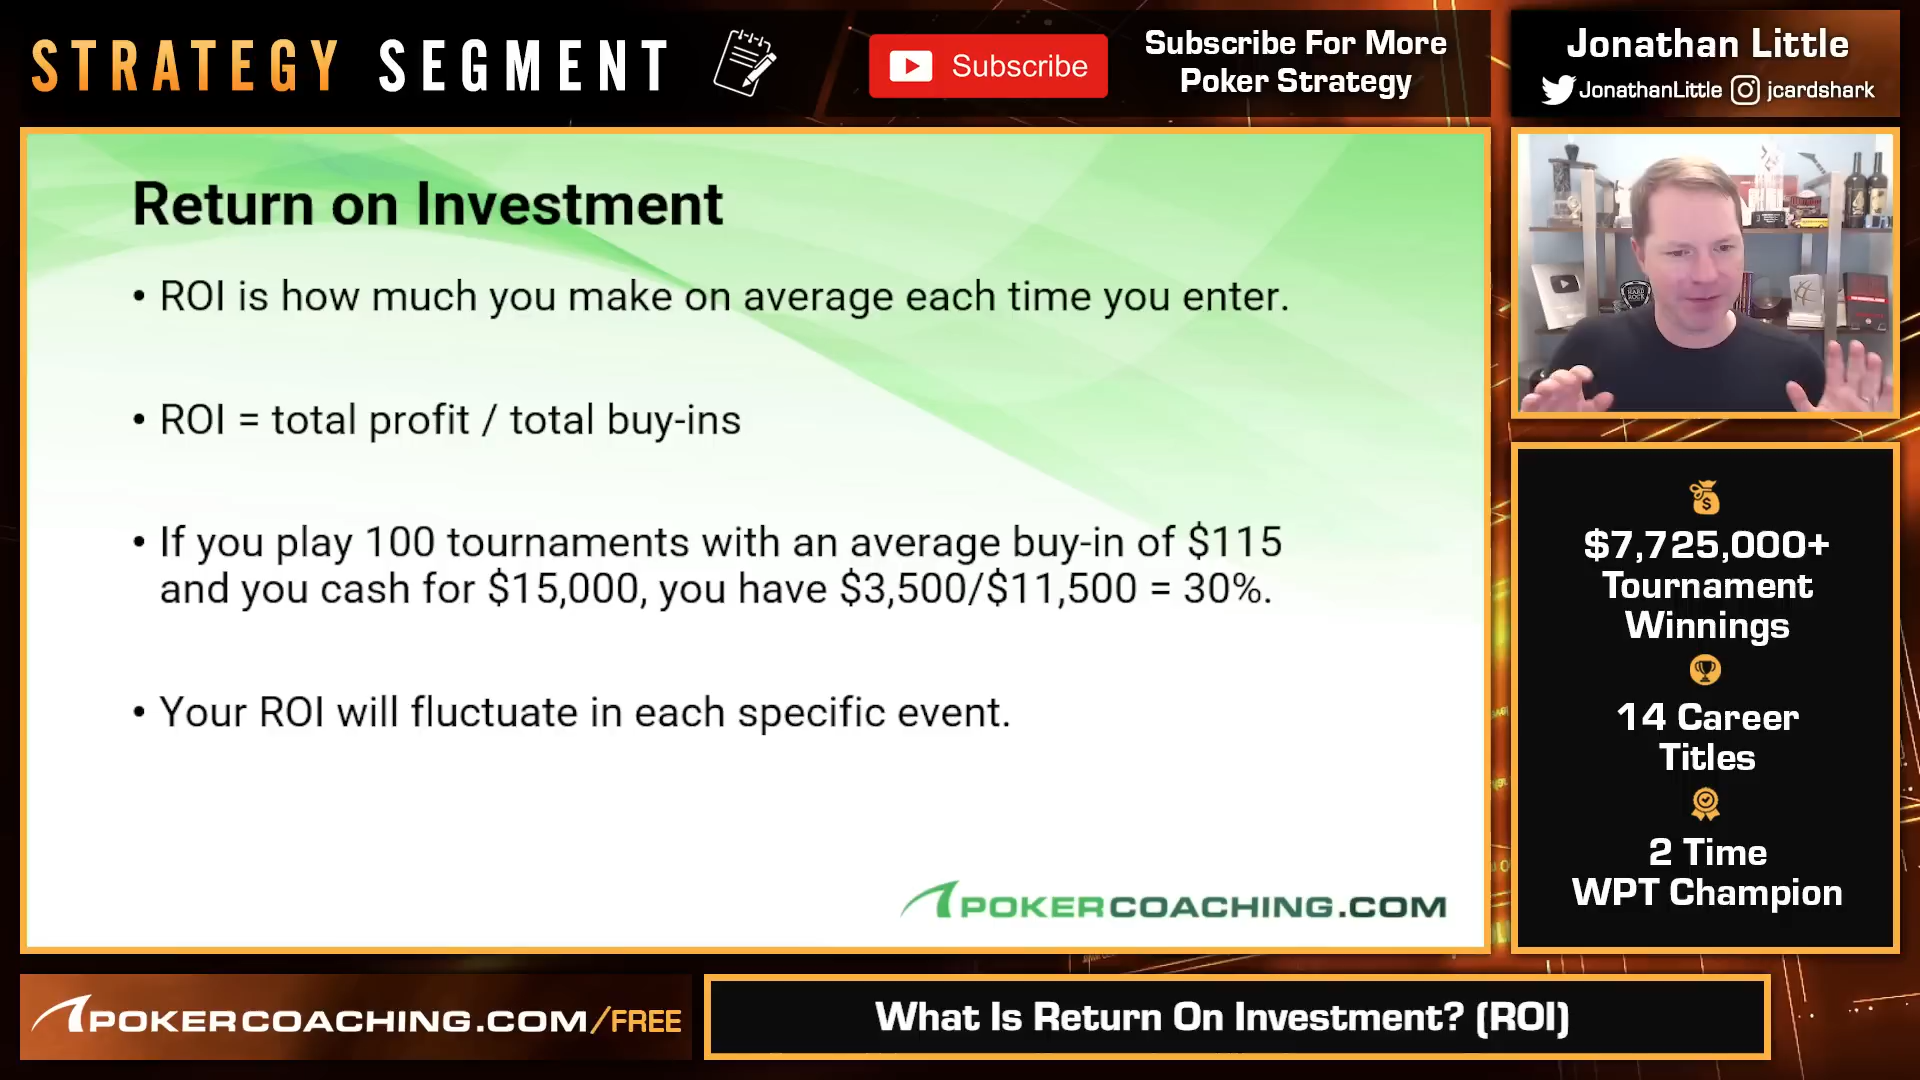 STRATEGY SEGMENT
Subscribe
Subscribe For More
Poker Strategy
Jonathan Little
JonathanLittle jcardshark
Return on Investment
• ROI is how much you make on average each time you enter.
• ROI = total profit / total buy-ins
• If you play 100 tournaments with an average buy-in of $115
and you cash for $15,000, you have $3,500/$11,500 = 30%.
• Your ROI will fluctuate in each specific event.
POKERCOACHING.COM
$7,725,000+
Tournament
Winnings
14 Career
Titles
2 Time
WPT Champion
POKERCOACHING.COM/FREE
What Is Return On Investment? (ROI)